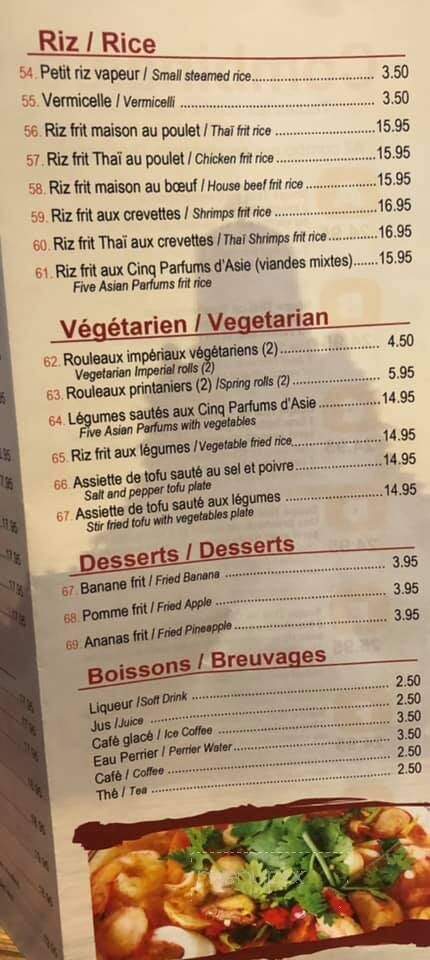 Riz / Rice
54. Petit riz vapeur / Small steamed rice 3.50
55. Vermicelle / Vermicelli 3.50
56. Riz frit maison au poulet / Thaï frit rice 15.95
57. Riz frit Thaï au poulet / Chicken frit rice 15.95
58. Riz frit maison au bœuf / House beef frit rice 15.95
59. Riz frit aux crevettes / Shrimps frit rice 16.95
60. Riz frit Thaï aux crevettes / Thaï Shrimps frit rice 16.95
61. Riz frit aux Cinq Parfums d'Asie (viandes mixtes) 15.95
Five Asian Parfums frit rice
Végétarien / Vegetarian
62. Rouleaux impériaux végétariens (2) 4.50
Vegetarian Imperial rolls (2)
63. Rouleaux printaniers (2) /Spring rolls (2) 5.95
64. Légumes sautés aux Cinq Parfums d'Asie 14.95
Five Asian Parfums with vegetables
65. Riz frit aux légumes / Vegetable fried rice 14.95
66. Assiette de tofu sauté au sel et poivre 14.95
Salt and pepper tofu plate
67. Assiette de tofu sauté aux légumes 14.95
Stir fried tofu with vegetables plate
Desserts / Desserts
67. Banane frit / Fried Banana 3.95
68. Pomme frit / Fried Apple 3.95
69. Ananas frit / Fried Pineapple 3.95
Boissons / Breuvages
Liqueur /Soft Drink 2.50
Jus /Juice 2.50
Café glacé / Ice Coffee 3.50
Eau Perrier / Perrier Water 3.50
Café / Coffee 2.50
Thé / Tea 2.50